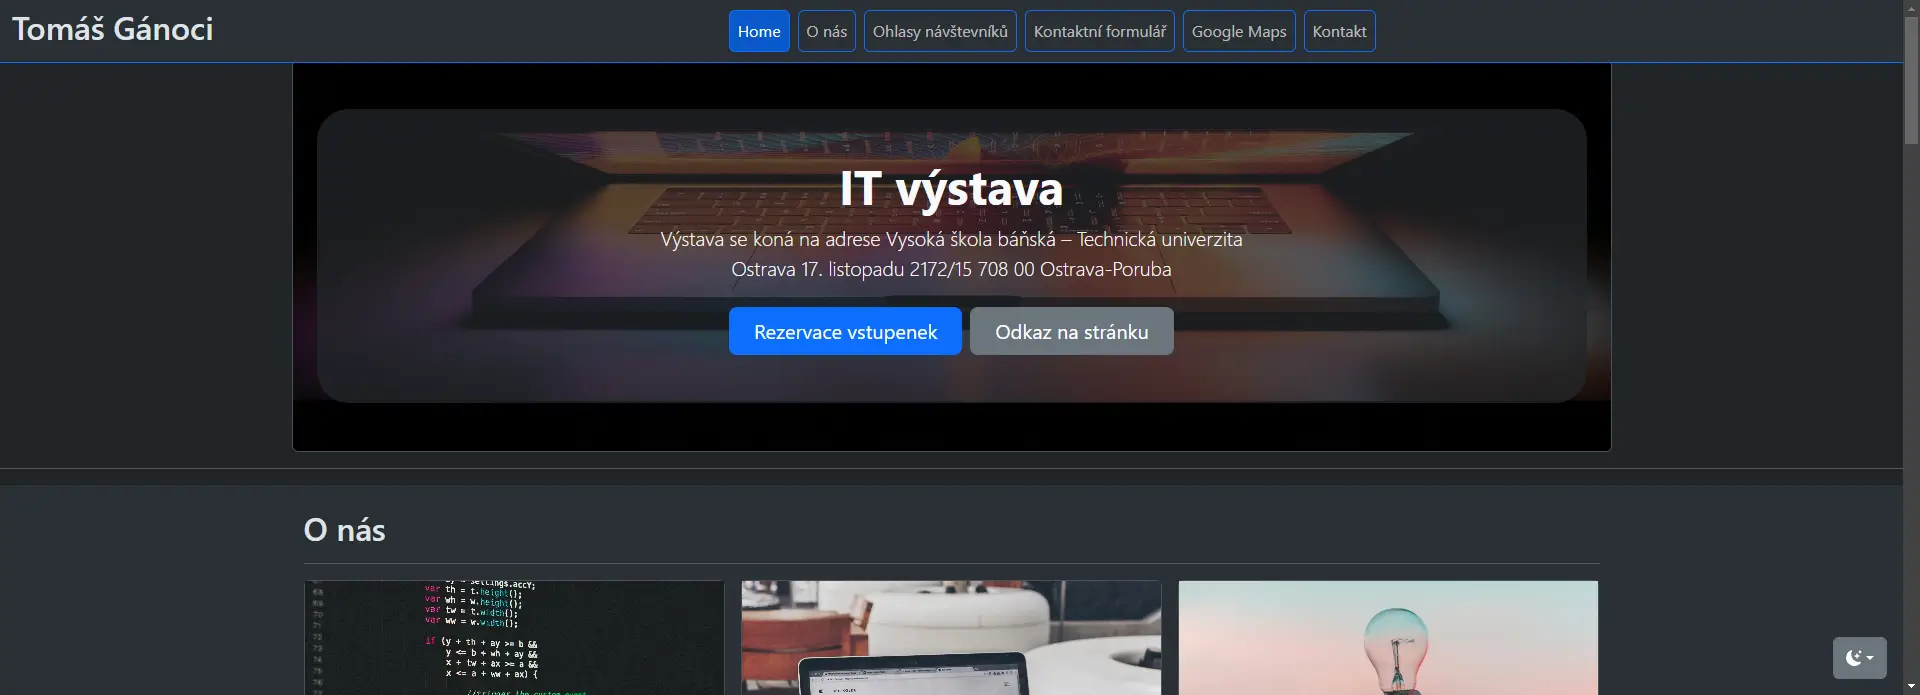 Tomáš Gánoci
Home
O nás
Ohlasy návštevníků
Kontaktní formulář
Google Maps
Kontakt
IT výstava
Výstava se koná na adrese Vysoká škola báňská – Technická univerzita
Ostrava 17. listopadu 2172/15 708 00 Ostrava-Poruba
Rezervace vstupenek
Odkaz na stránku
O nás
settings.accY;
var th = t.height();
var wh = w.height();
var tw = t.width();
var ww = w.width();
if (y + th + ay >= b &&
y <= b + wh + ay &&
x + tw + ax >= a &&
x <= a + ww + ax) {
//trigger the custom event